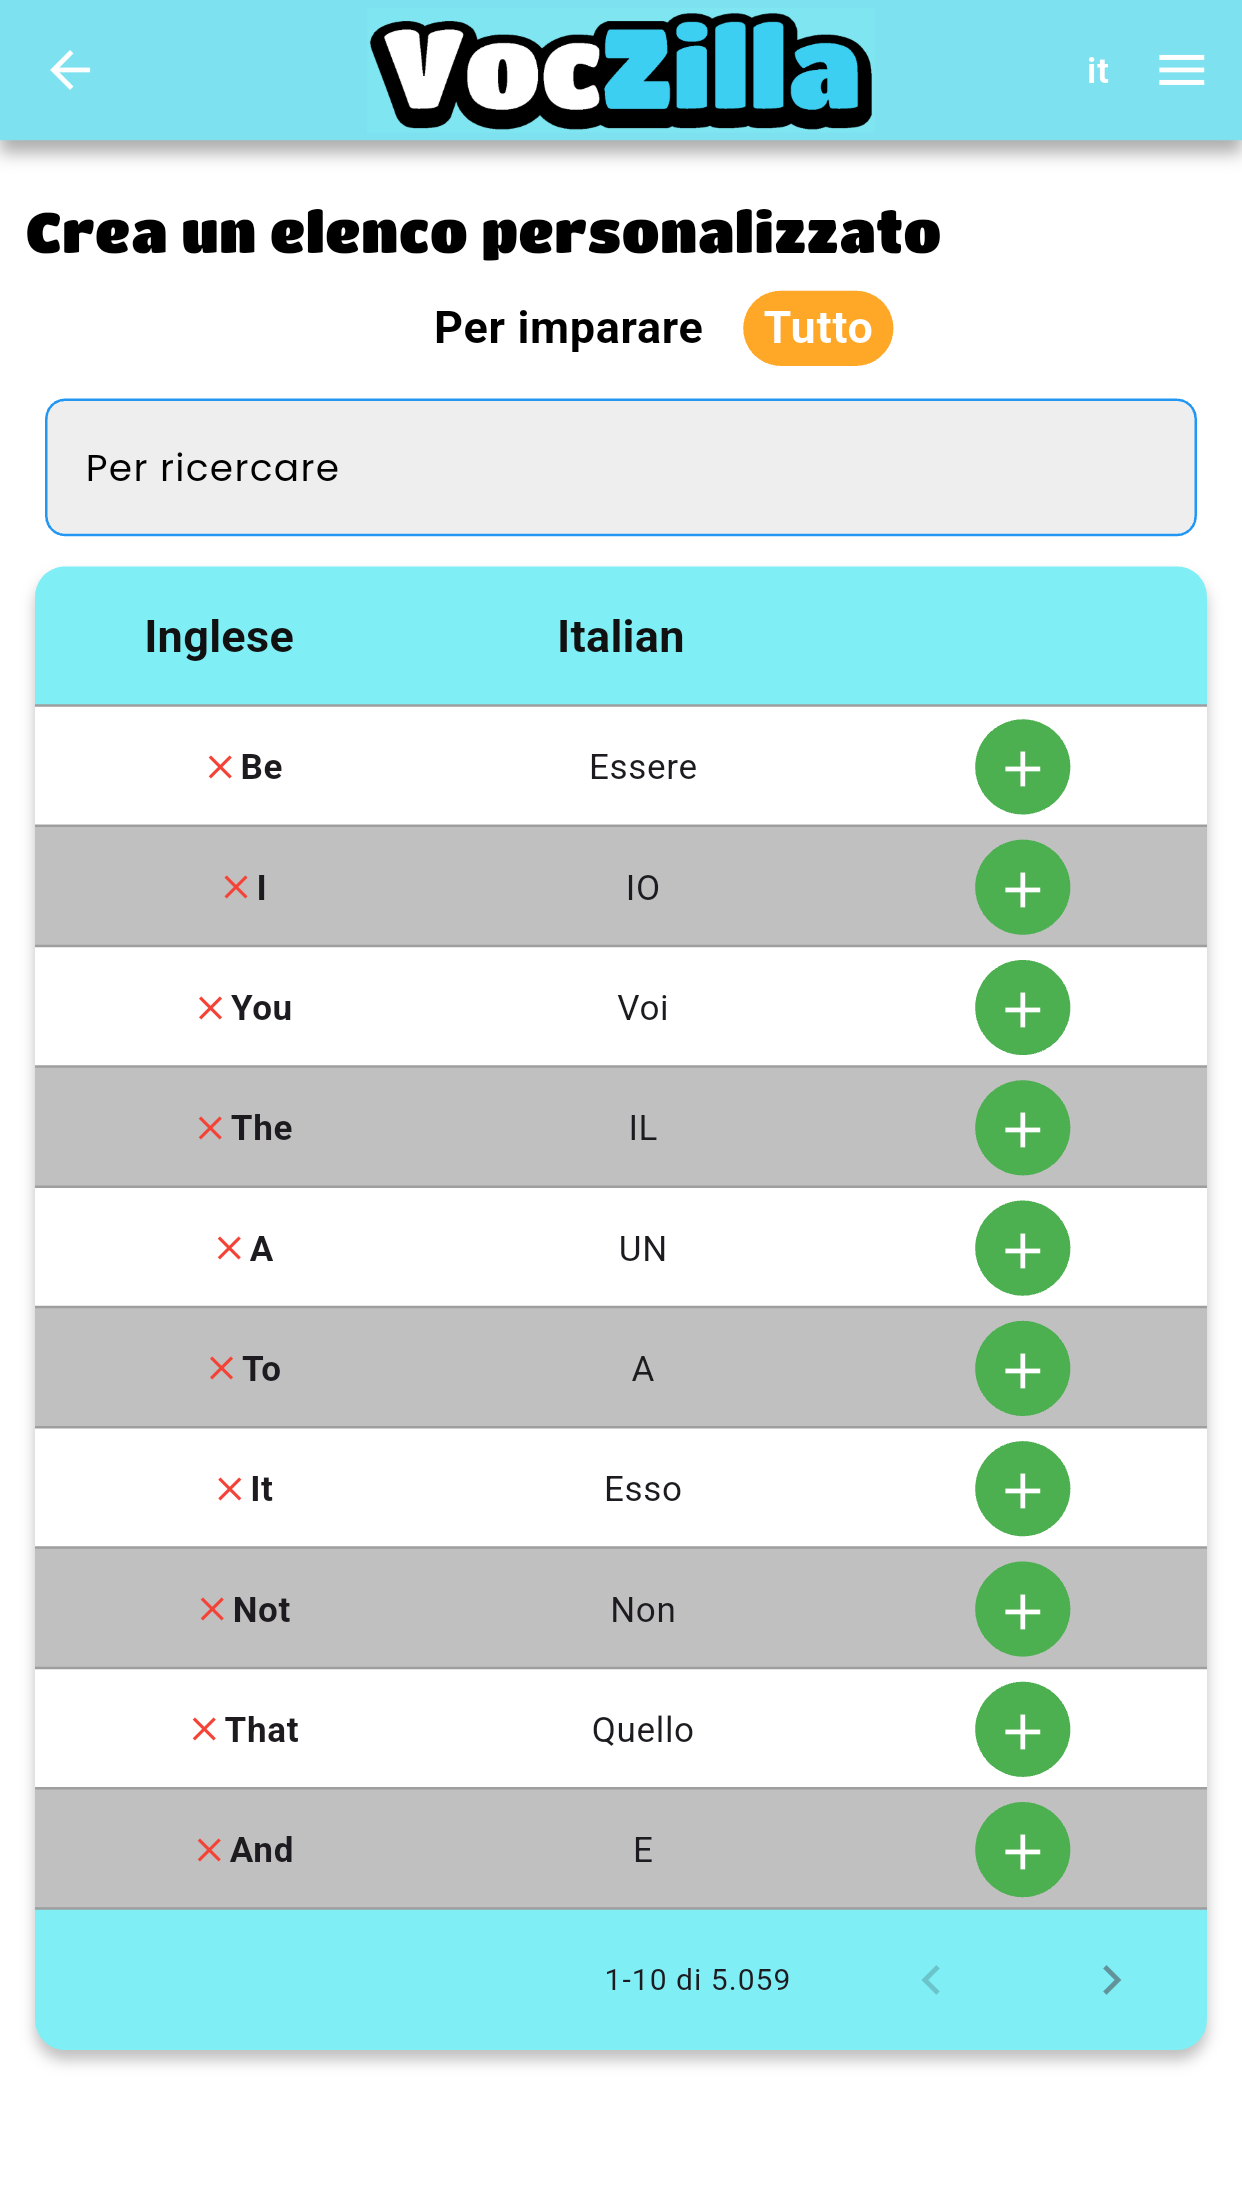 VocZilla
it
Crea un elenco personalizzato
Per imparare Tutto
Per ricercare
Inglese Italian
Be Essere
I IO
You Voi
The IL
A UN
To A
It Esso
Not Non
That Quello
And E
1-10 di 5.059